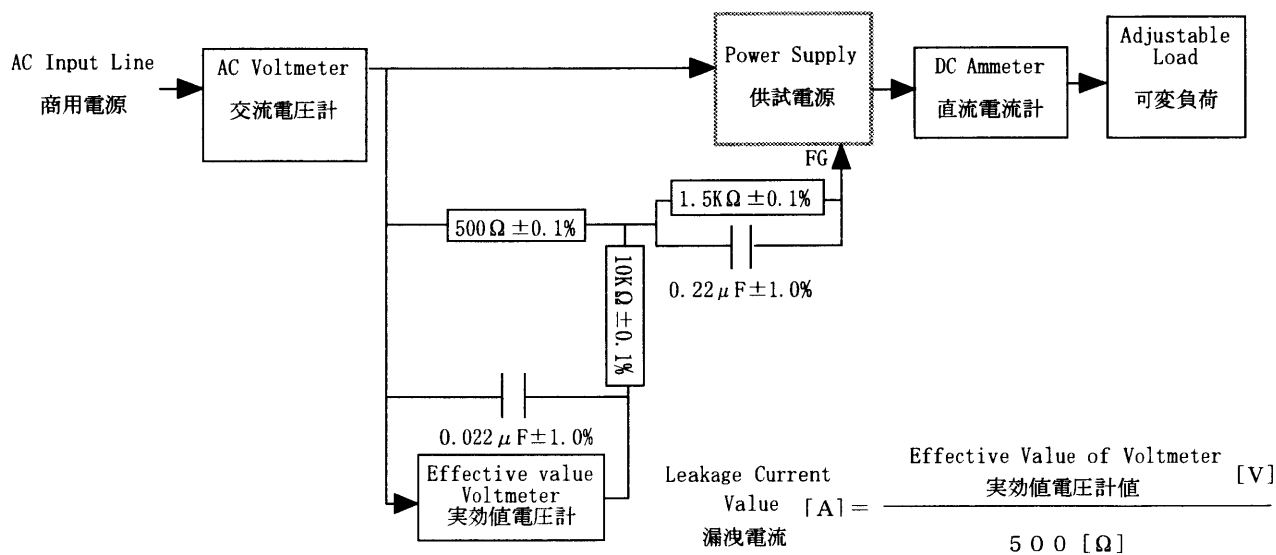 AC Input Line
商用電源
AC Voltmeter
交流電圧計
Power Supply
供試電源
DC Ammeter
直流電流計
Adjustable
Load
可変負荷
FG
1.5KΩ±0.1%
500Ω±0.1%
0.22μF±1.0%
10KΩ±0.1%
0.022μF±1.0%
Effective value
Voltmeter
実効値電圧計
Leakage Current
Value [A]=
漏洩電流
Effective Value of Voltmeter
実効値電圧計値 [V]
500[Ω]